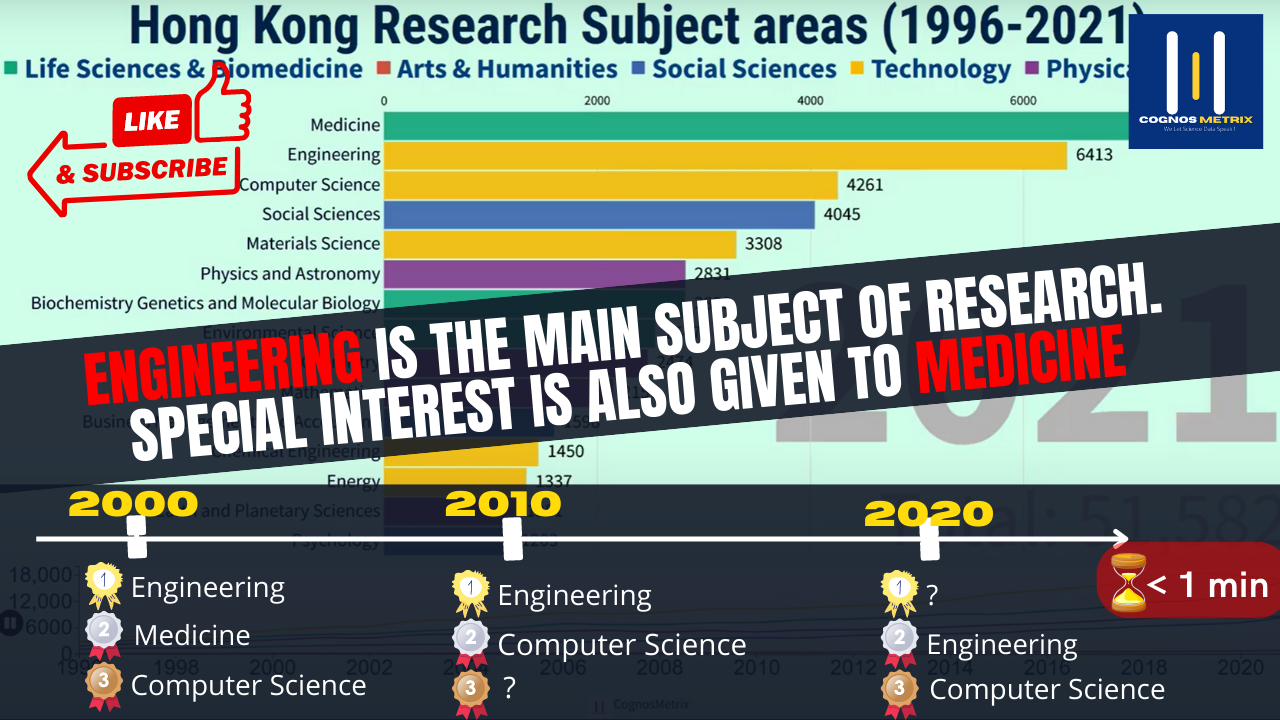 Hong Kong Research Subject areas (1996-2021)
Life Sciences & Biomedicine Arts & Humanities Social Sciences Technology Physica
COGNOS METRIX
We Let Science Data Speak!
LIKE
& SUBSCRIBE
0 2000 4000 6000
Medicine
Engineering 6413
Computer Science 4261
Social Sciences 4045
Materials Science 3308
Physics and Astronomy 2831
Biochemistry Genetics and Molecular Biology
Environmental Science
ENGINEERING IS THE MAIN SUBJECT OF RESEARCH.
SPECIAL INTEREST IS ALSO GIVEN TO MEDICINE
2021
Chemical Engineering 1450
Energy 1337
and Planetary Sciences
Psychology
51,582
2000 2010 2020
1 Engineering
2 Medicine
3 Computer Science
1 Engineering
2 Computer Science
3 ?
1 ?
2 Engineering
3 Computer Science
< 1 min
18,000
12,000
6000
0
1998 2000 2002 2006 2008 2010 2012 2014 2016 2018 2020
CognosMetrix